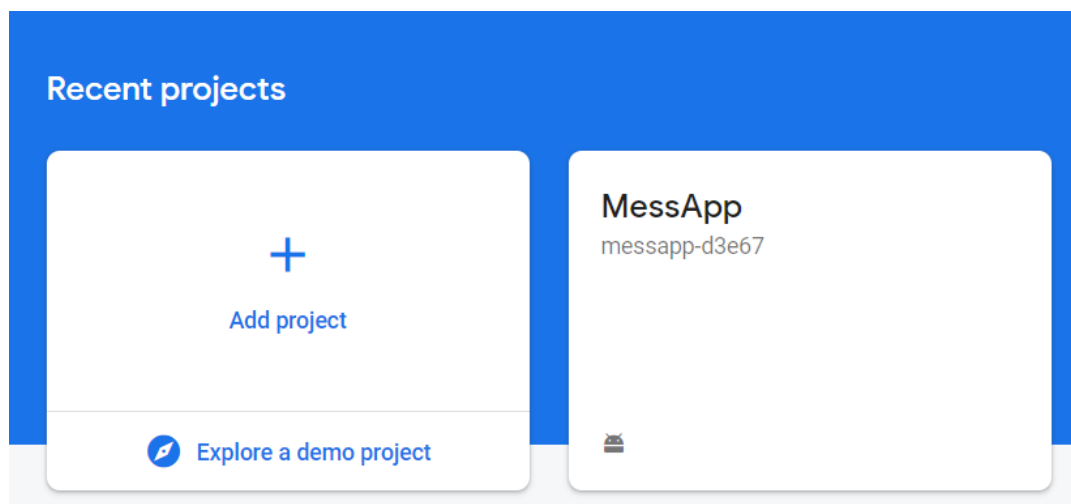 Recent projects
Add project
Explore a demo project
MessApp
messapp-d3e67